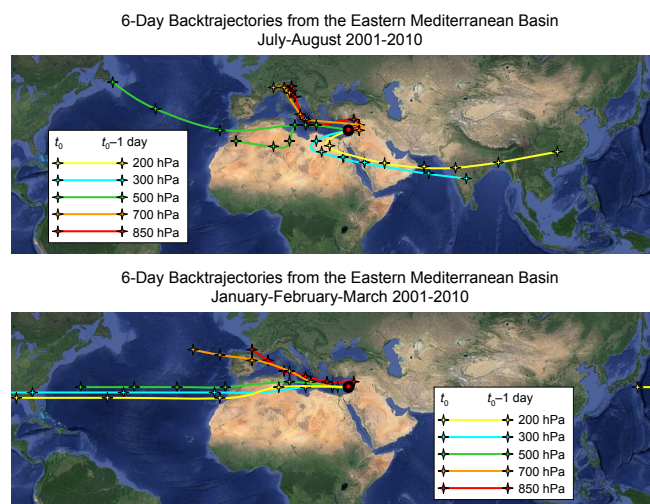 6-Day Backtrajectories from the Eastern Mediterranean Basin
July-August 2001-2010
t0 t0–1 day
200 hPa
300 hPa
500 hPa
700 hPa
850 hPa
6-Day Backtrajectories from the Eastern Mediterranean Basin
January-February-March 2001-2010
t0 t0–1 day
200 hPa
300 hPa
500 hPa
700 hPa
850 hPa